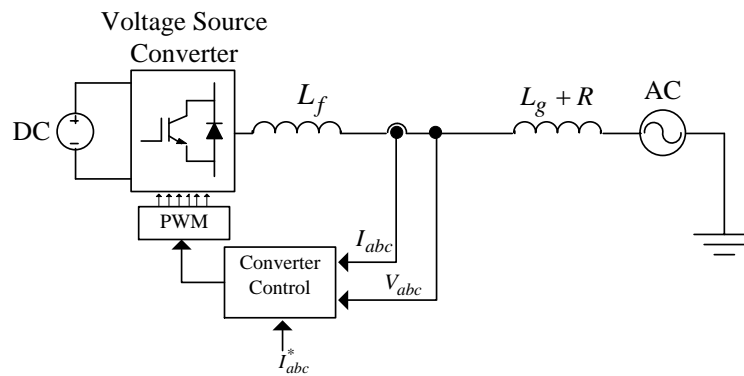 Voltage Source
Converter
DC
+
−
L_f
L_g + R
AC
PWM
I_abc
Converter
Control
V_abc
I*_abc